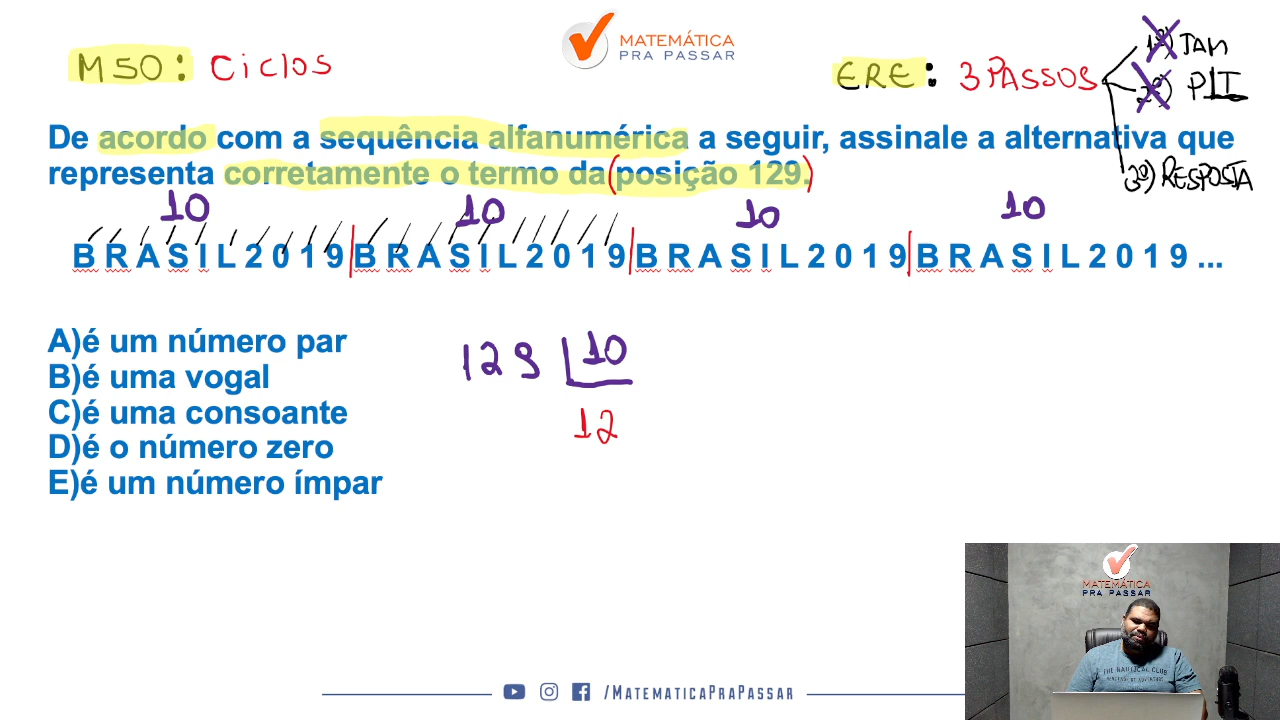 MATEMÁTICA
PRA PASSAR
MSO: Ciclos
ERE: 3 PASSOS
1º) TAM
2º) PIT
3º) RESPOSTA
De acordo com a sequência alfanumérica a seguir, assinale a alternativa que
representa corretamente o termo da (posição 129.)
10 10 10 10
B R A S I L 2 0 1 9 B R A S I L 2 0 1 9 B R A S I L 2 0 1 9 B R A S I L 2 0 1 9 ...
A)é um número par
B)é uma vogal
C)é uma consoante
D)é o número zero
E)é um número ímpar
129 10
12
MATEMÁTICA
PRA PASSAR
THE NAUTICAL CLUB
/MATEMATICAPRAPASSAR